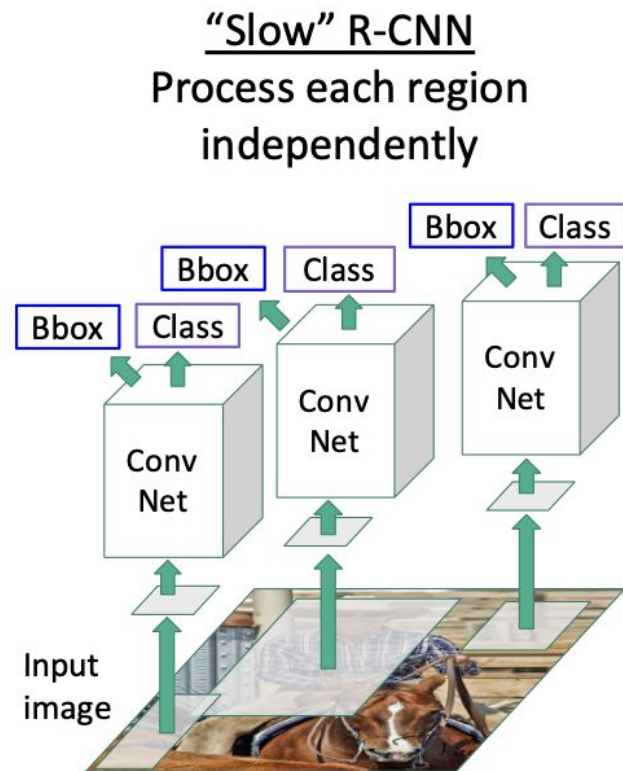 “Slow” R-CNN
Process each region
independently
Bbox
Class
Bbox
Class
Bbox
Class
Conv
Net
Conv
Net
Conv
Net
Input
image